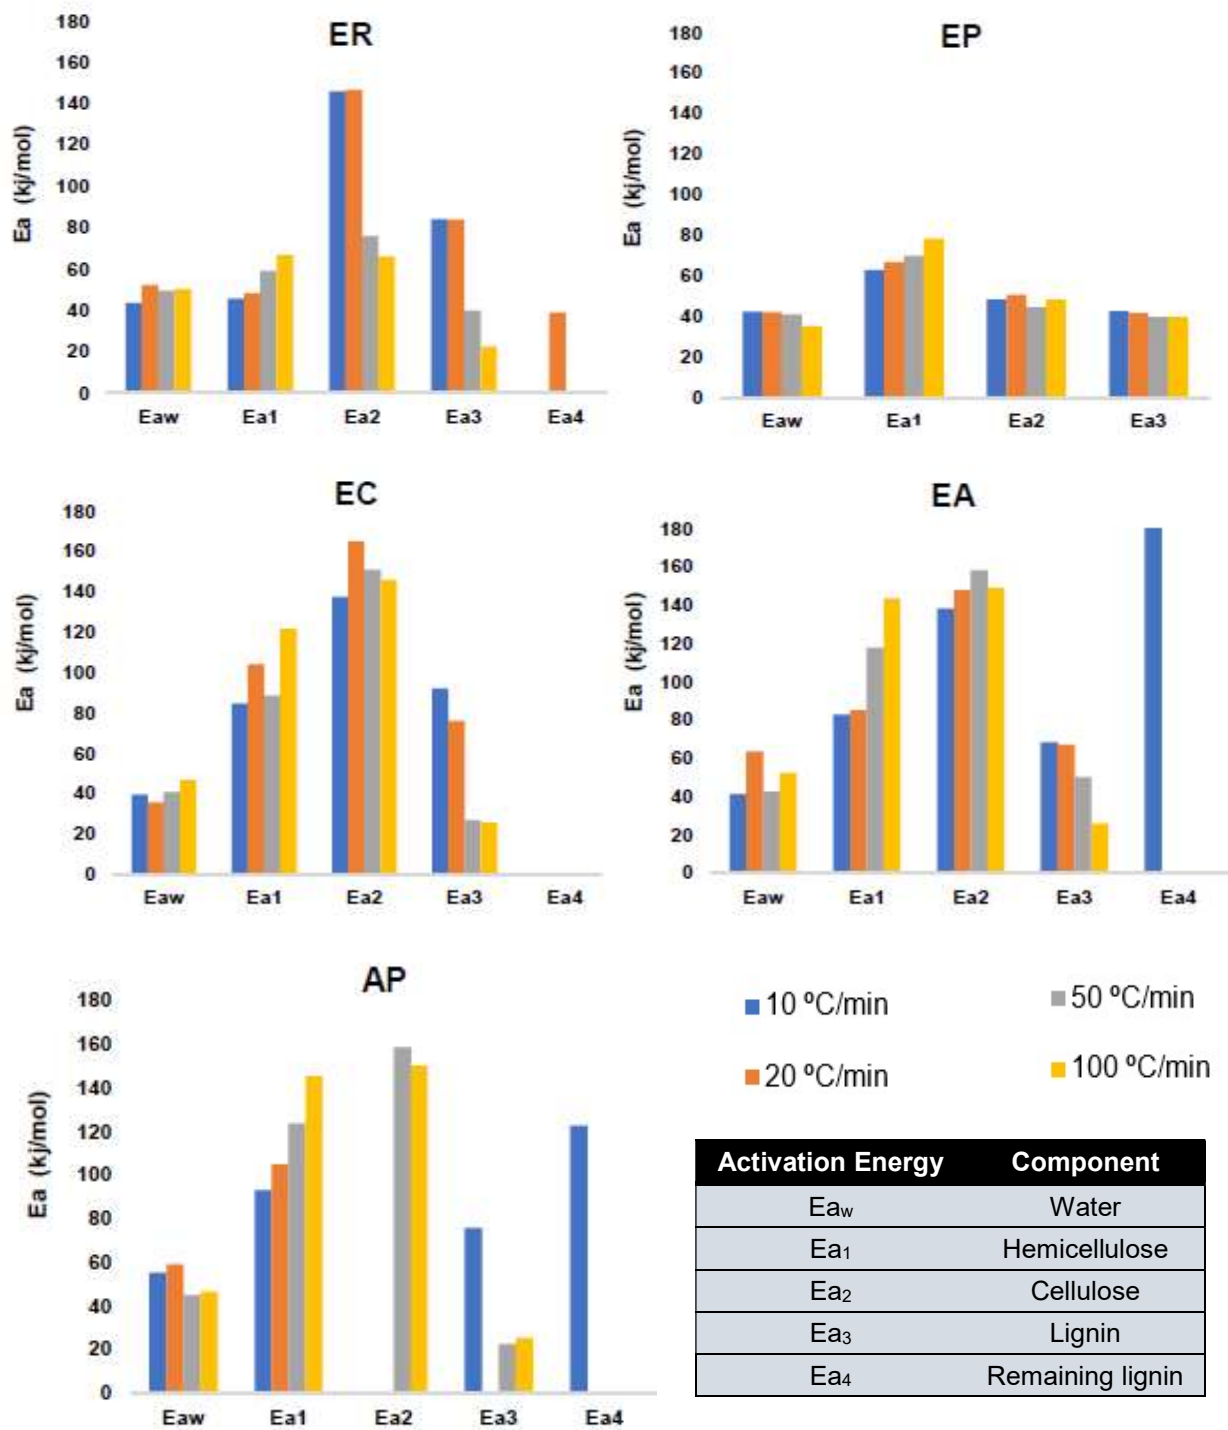 ER
Ea (kj/mol)
180
160
140
120
100
80
60
40
20
0
Eaw Ea1 Ea2 Ea3 Ea4
EP
Ea (kj/mol)
180
160
140
120
100
80
60
40
20
0
Eaw Ea1 Ea2 Ea3
EC
Ea (kj/mol)
180
160
140
120
100
80
60
40
20
0
Eaw Ea1 Ea2 Ea3 Ea4
EA
Ea (kj/mol)
180
160
140
120
100
80
60
40
20
0
Eaw Ea1 Ea2 Ea3 Ea4
AP
Ea (kj/mol)
180
160
140
120
100
80
60
40
20
0
Eaw Ea1 Ea2 Ea3 Ea4
10 ºC/min 50 ºC/min
20 ºC/min 100 ºC/min
Activation Energy Component
Eaw Water
Ea1 Hemicellulose
Ea2 Cellulose
Ea3 Lignin
Ea4 Remaining lignin